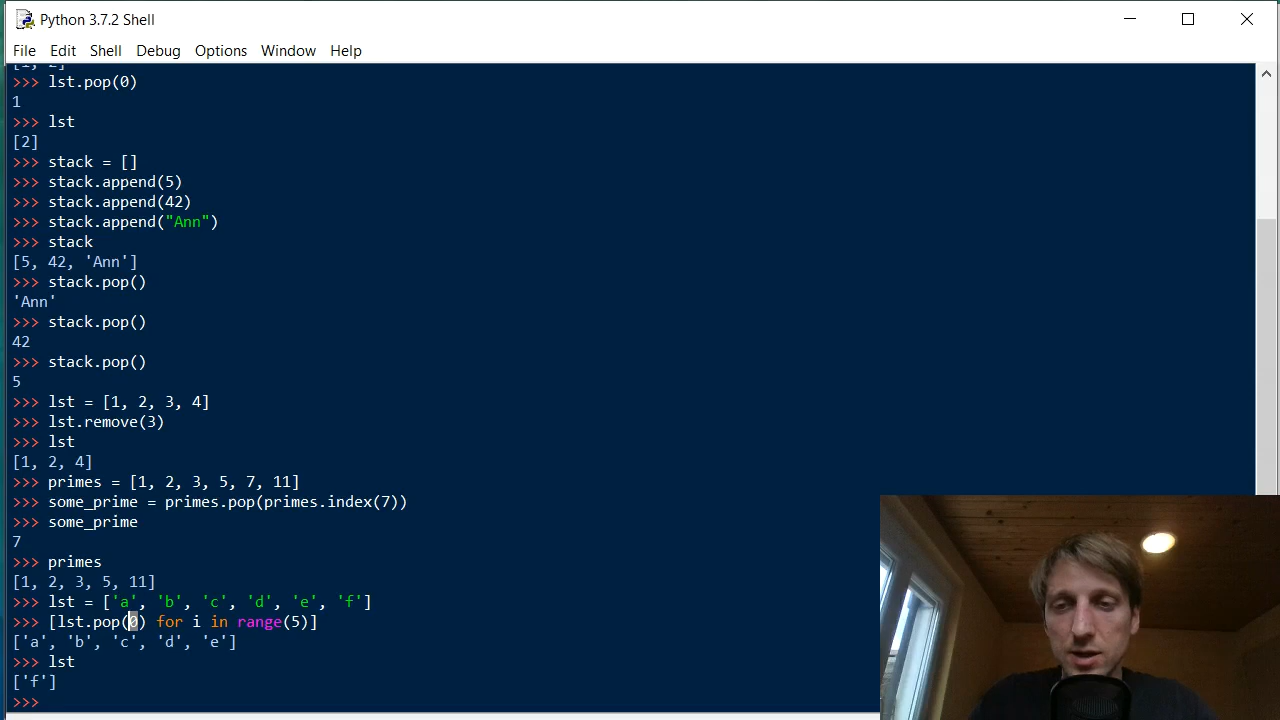 Python 3.7.2 Shell
File Edit Shell Debug Options Window Help
[1, 2]
>>> lst.pop(0)
1
>>> lst
[2]
>>> stack = []
>>> stack.append(5)
>>> stack.append(42)
>>> stack.append("Ann")
>>> stack
[5, 42, 'Ann']
>>> stack.pop()
'Ann'
>>> stack.pop()
42
>>> stack.pop()
5
>>> lst = [1, 2, 3, 4]
>>> lst.remove(3)
>>> lst
[1, 2, 4]
>>> primes = [1, 2, 3, 5, 7, 11]
>>> some_prime = primes.pop(primes.index(7))
>>> some_prime
7
>>> primes
[1, 2, 3, 5, 11]
>>> lst = ['a', 'b', 'c', 'd', 'e', 'f']
>>> [lst.pop(0) for i in range(5)]
['a', 'b', 'c', 'd', 'e']
>>> lst
['f']
>>>